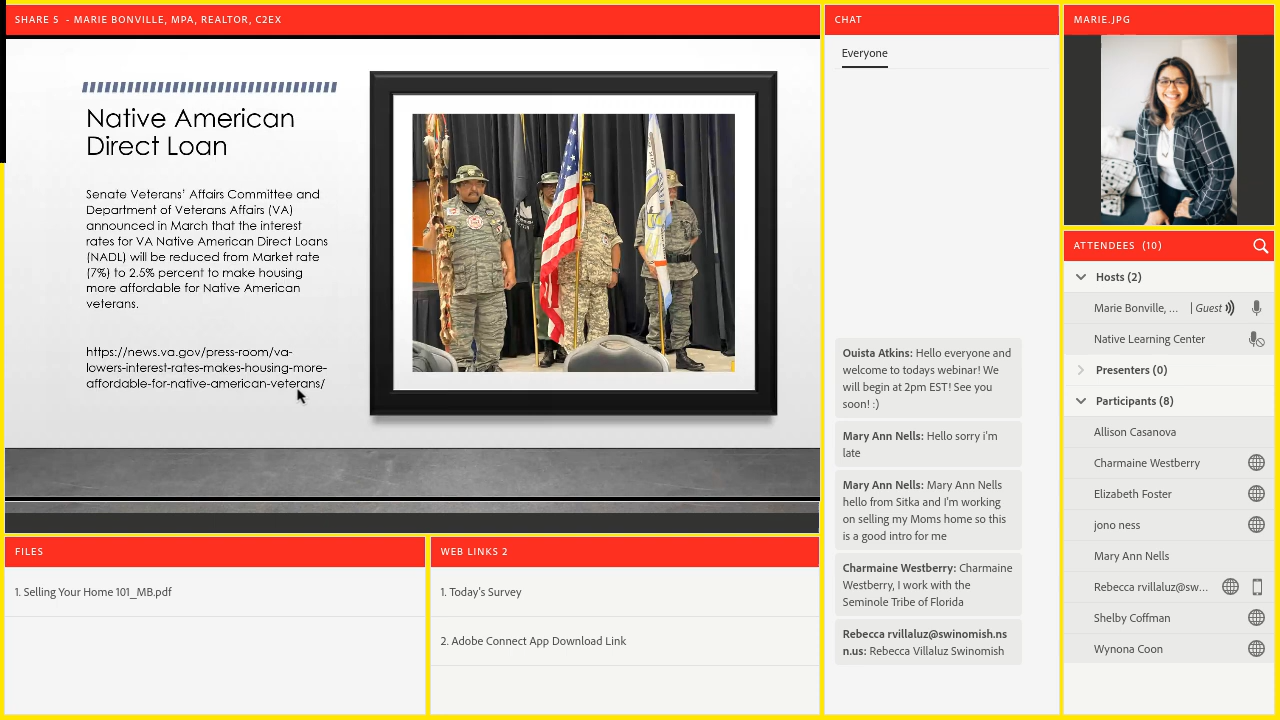 SHARE 5 - MARIE BONVILLE, MPA, REALTOR, C2EX
Native American
Direct Loan
Senate Veterans' Affairs Committee and
Department of Veterans Affairs (VA)
announced in March that the interest
rates for VA Native American Direct Loans
(NADL) will be reduced from Market rate
(7%) to 2.5% percent to make housing
more affordable for Native American
veterans.
https://news.va.gov/press-room/va-
lowers-interest-rates-makes-housing-more-
affordable-for-native-american-veterans/
FILES
1. Selling Your Home 101_MB.pdf
WEB LINKS 2
1. Today's Survey
2. Adobe Connect App Download Link
CHAT
Everyone
Ouista Atkins: Hello everyone and
welcome to todays webinar! We
will begin at 2pm EST! See you
soon! :)
Mary Ann Nells: Hello sorry i'm
late
Mary Ann Nells: Mary Ann Nells
hello from Sitka and I'm working
on selling my Moms home so this
is a good intro for me
Charmaine Westberry: Charmaine
Westberry, I work with the
Seminole Tribe of Florida
Rebecca rvillaluz@swinomish.ns
n.us: Rebecca Villaluz Swinomish
MARIE.JPG
ATTENDEES (10)
Hosts (2)
Marie Bonville, ... | Guest
Native Learning Center
Presenters (0)
Participants (8)
Allison Casanova
Charmaine Westberry
Elizabeth Foster
jono ness
Mary Ann Nells
Rebecca rvillaluz@sw...
Shelby Coffman
Wynona Coon